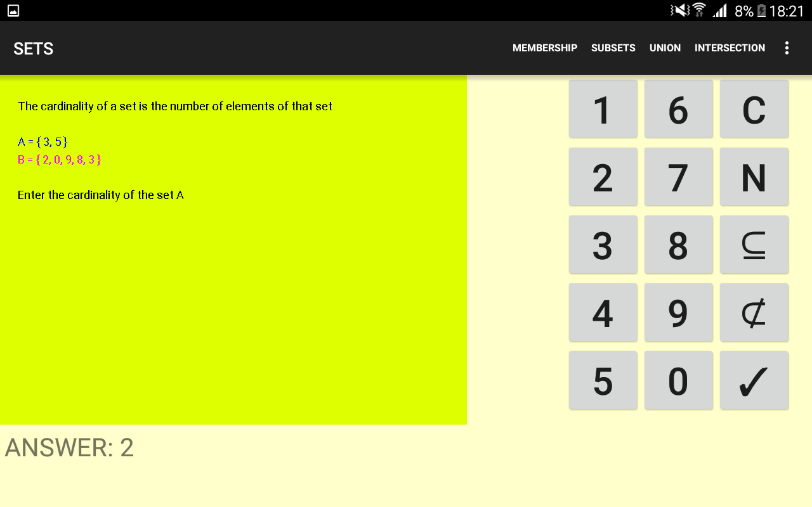 8% 18:21
SETS MEMBERSHIP SUBSETS UNION INTERSECTION
The cardinality of a set is the number of elements of that set
A = { 3, 5 }
B = { 2, 0, 9, 8, 3 }
Enter the cardinality of the set A
1 6 C
2 7 N
3 8 ⊆
4 9 ⊄
5 0 ✓
ANSWER: 2